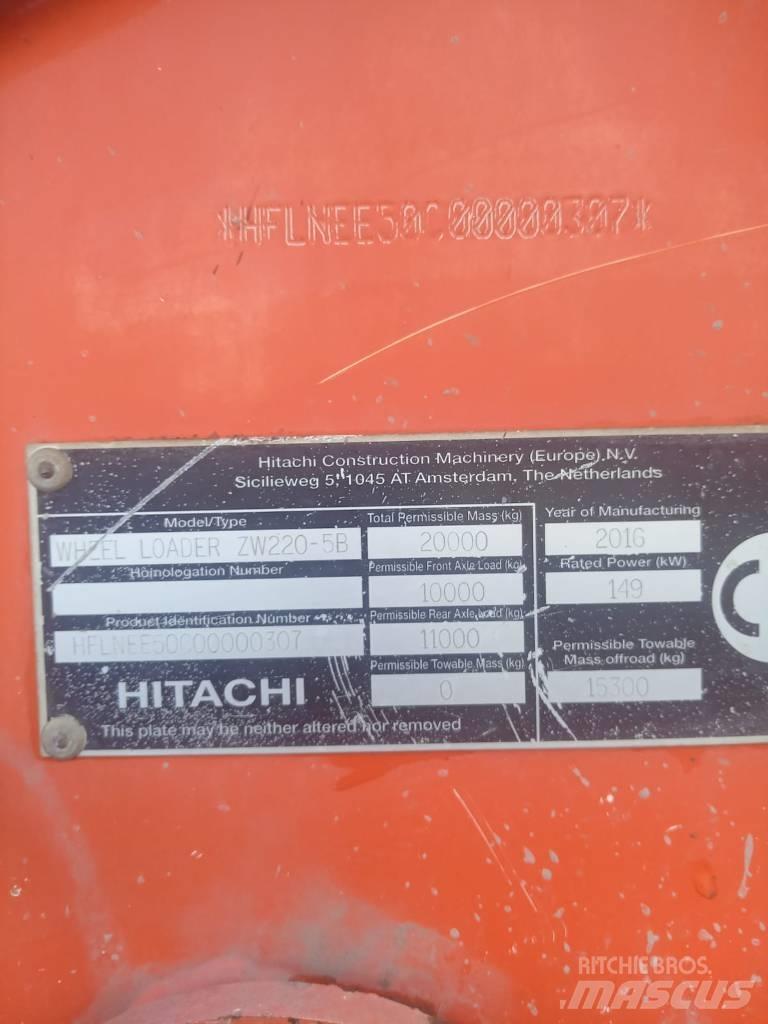 *HFLNEE50C00000307*
Hitachi Construction Machinery (Europe) N.V.
Sicilieweg 5, 1045 AT Amsterdam, The Netherlands
Model/Type
WHEEL LOADER ZW220-5B
Homologation Number
Product Identification Number
HFLNEE50C00000307
HITACHI
This plate may be neither altered nor removed
Total Permissible Mass (kg)
20000
Permissible Front Axle Load (kg)
10000
Permissible Rear Axle Load (kg)
11000
Permissible Towable Mass (kg)
0
Year of Manufacturing
2016
Rated Power (kW)
149
Permissible Towable
Mass offroad (kg)
15300
RITCHIE BROS.
MASCUS